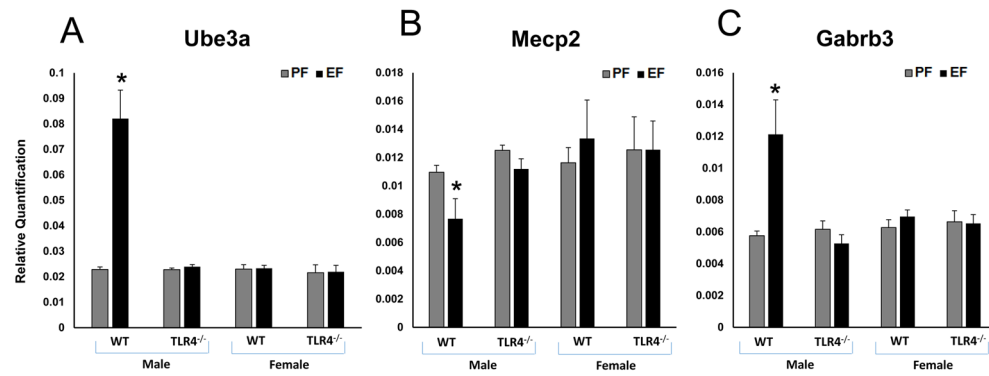 A
Ube3a
PF EF
Relative Quantification
0.1
0.09
0.08
0.07
0.06
0.05
0.04
0.03
0.02
0.01
0
*
WT TLR4-/- WT TLR4-/-
Male Female
B
Mecp2
PF EF
0.018
0.016
0.014
0.012
0.01
0.008
0.006
0.004
0.002
0
*
WT TLR4-/- WT TLR4-/-
Male Female
C
Gabrb3
PF EF
0.016
0.014
0.012
0.01
0.008
0.006
0.004
0.002
0
*
WT TLR4-/- WT TLR4-/-
Male Female